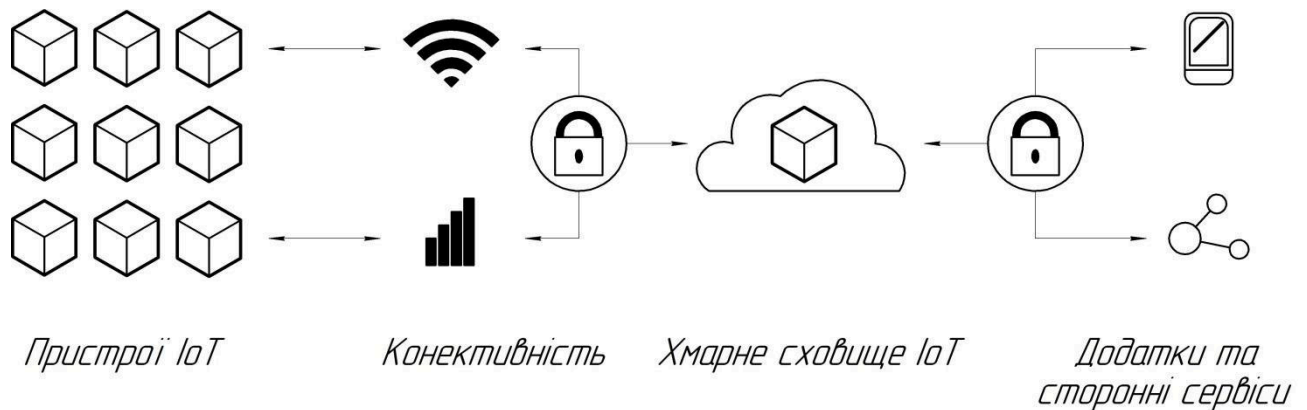 Пристрої IoT
Конективність
Хмарне сховище IoT
Додатки та
сторонні сервіси